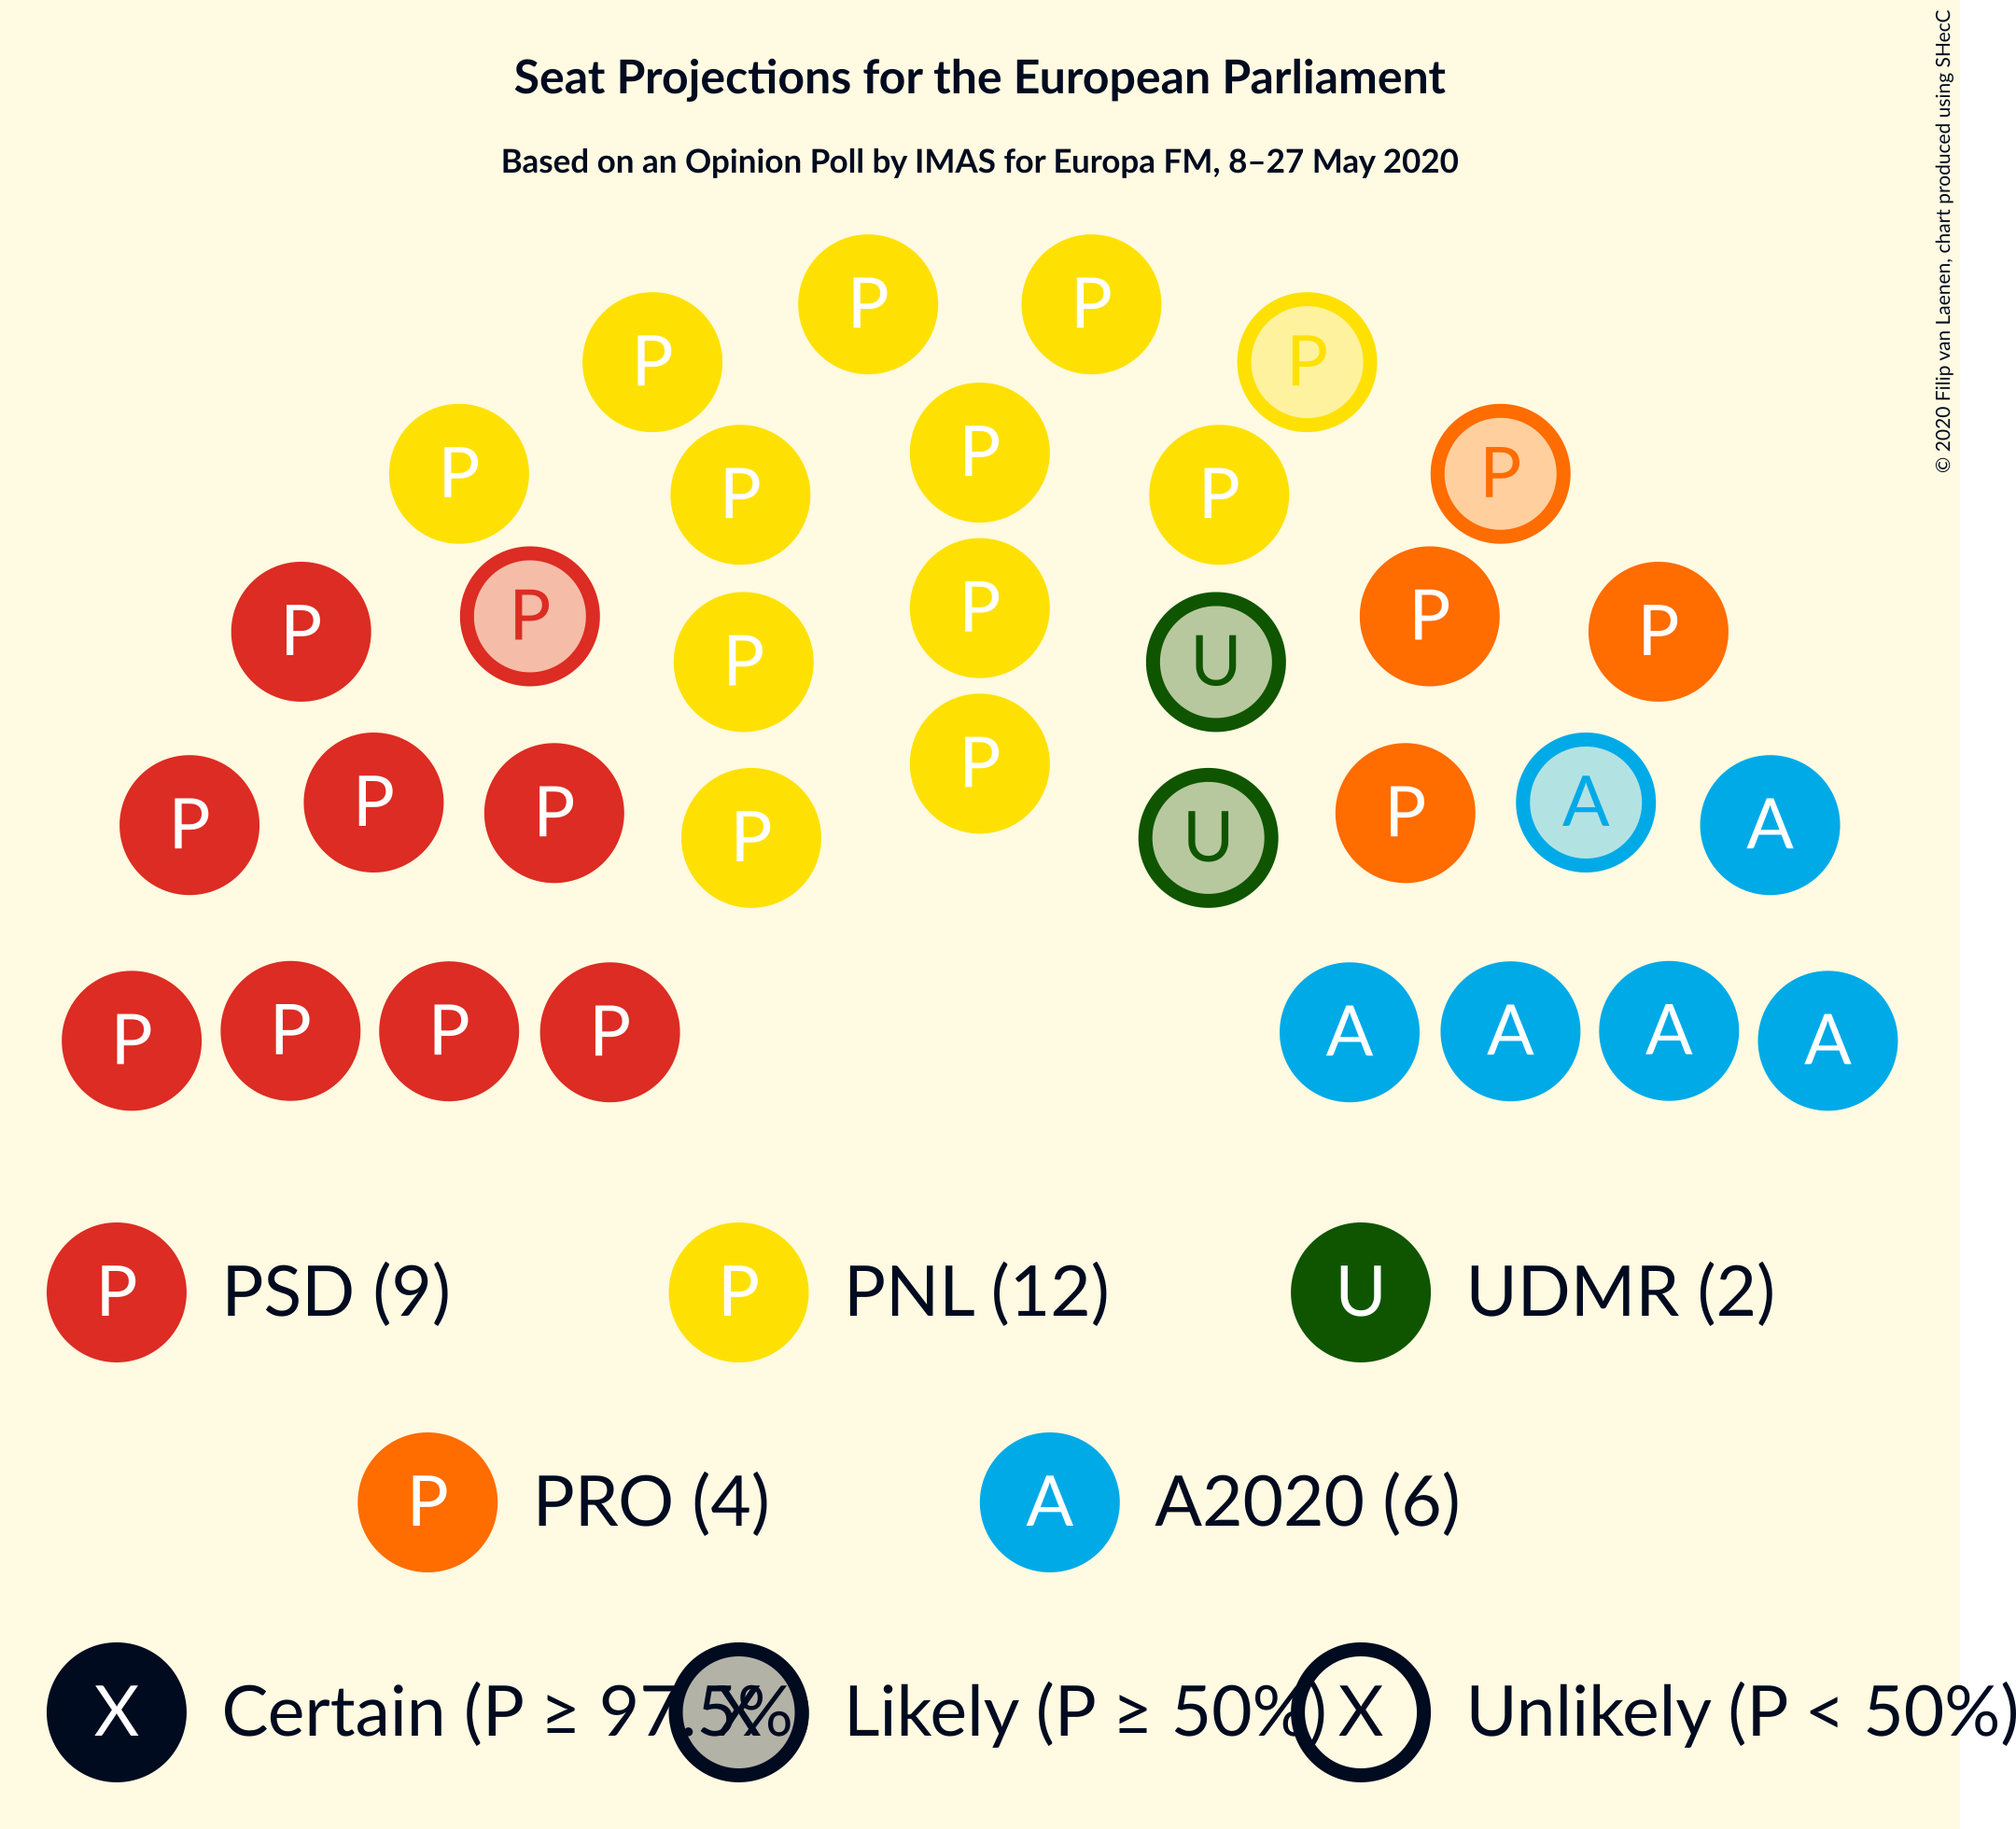 Seat Projections for the European Parliament
Based on an Opinion Poll by IMAS for Europa FM, 8–27 May 2020
© 2020 Filip van Laenen, chart produced using SHecC
P P
P P
P P P P P
P P P P P P
P U
P P P P A A
P P U
P P P P A A A A
P PSD (9) P PNL (12) U UDMR (2)
P PRO (4) A A2020 (6)
X Certain (P ≥ 97.5% X Likely (P ≥ 50%) X Unlikely (P < 50%)